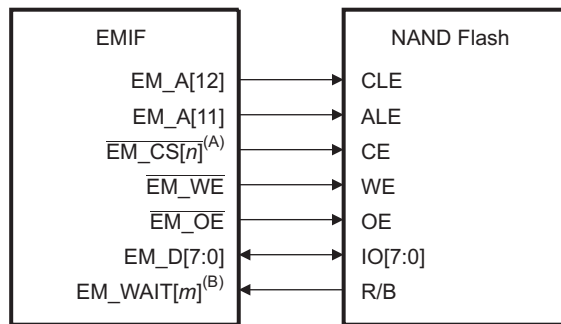 EMIF
NAND Flash
EM_A[12]
CLE
EM_A[11]
ALE
EM_CS[n](A)
CE
EM_WE
WE
EM_OE
OE
EM_D[7:0]
IO[7:0]
EM_WAIT[m](B)
R/B